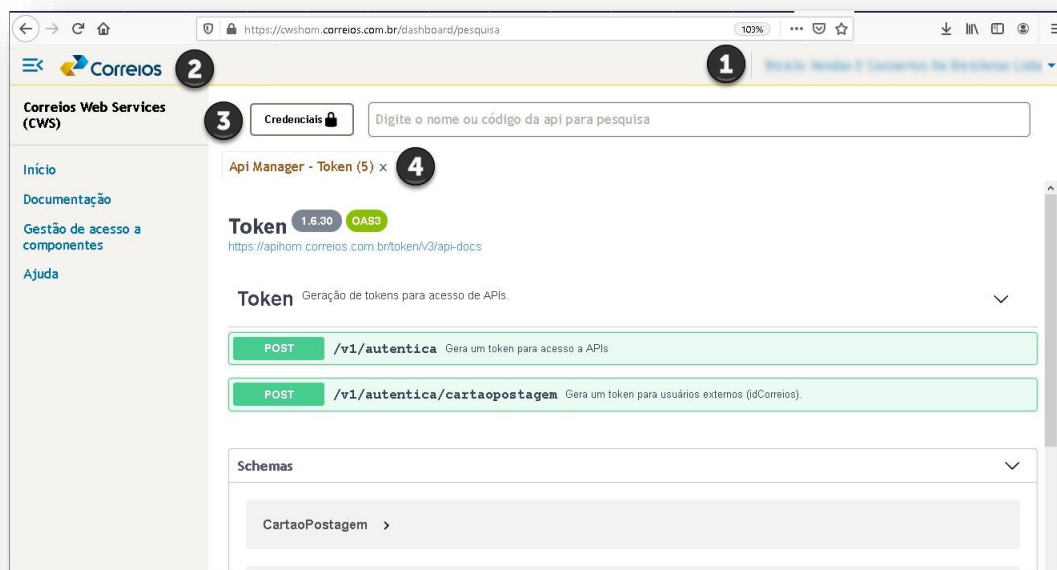 https://cwshom.correios.com.br/dashboard/pesquisa
103%
Correios
2
1
Correios Web Services
(CWS)
3
Credenciais
Digite o nome ou código da api para pesquisa
Início
Documentação
Gestão de acesso a
componentes
Ajuda
Api Manager - Token (5) x
4
Token 1.6.30 OAS3
https://apihom.correios.com.br/token/v3/api-docs
Token Geração de tokens para acesso de APIs.
POST /v1/autentica Gera um token para acesso a APIs
POST /v1/autentica/cartaopostagem Gera um token para usuários externos (idCorreios).
Schemas
CartaoPostagem